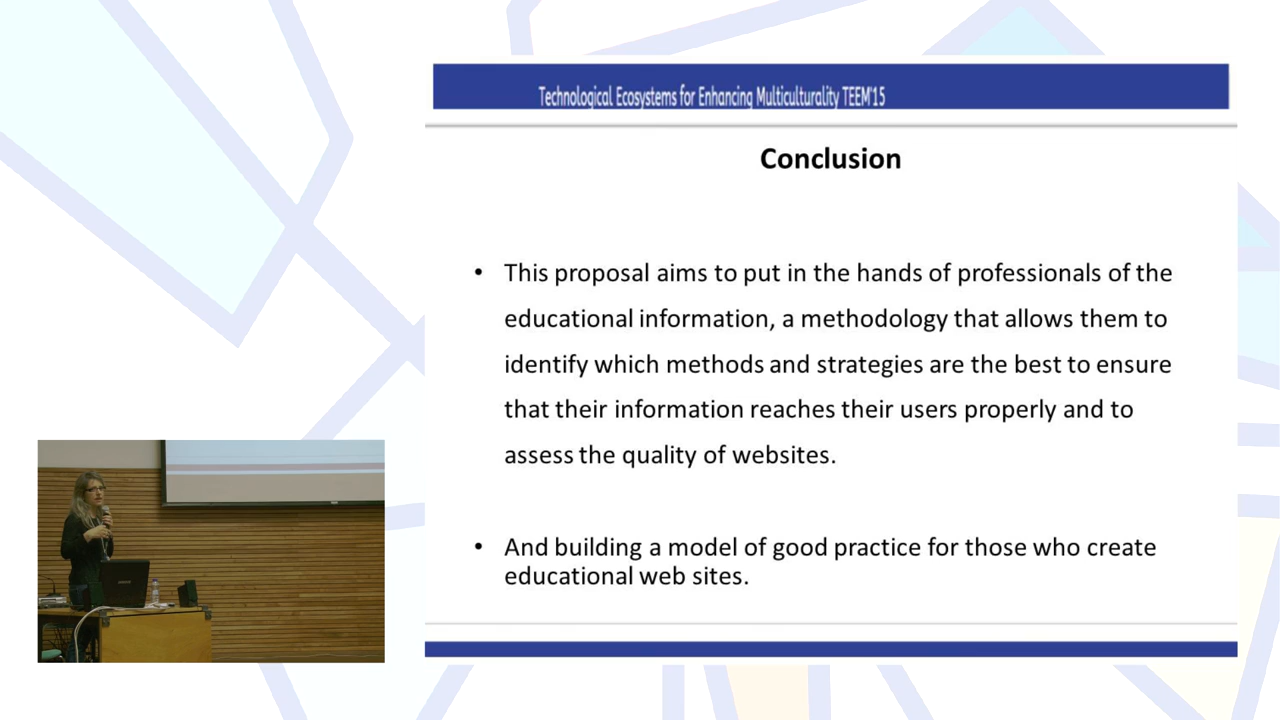 Technological Ecosystems for Enhancing Multiculturality TEEM'15
Conclusion
• This proposal aims to put in the hands of professionals of the
educational information, a methodology that allows them to
identify which methods and strategies are the best to ensure
that their information reaches their users properly and to
assess the quality of websites.
• And building a model of good practice for those who create
educational web sites.